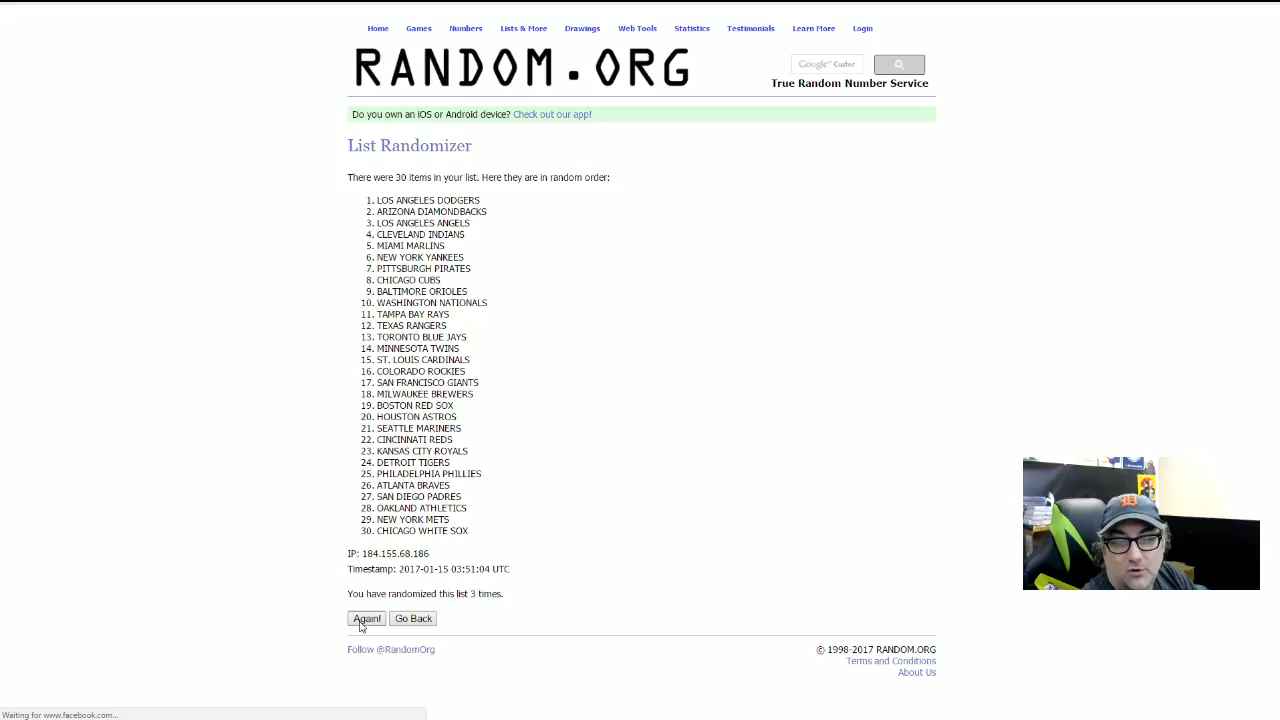 Home Games Numbers Lists & More Drawings Web Tools Statistics Testimonials Learn More Login
RANDOM.ORG
Google™ Custor
True Random Number Service
Do you own an iOS or Android device? Check out our app!
List Randomizer
There were 30 items in your list. Here they are in random order:
1. LOS ANGELES DODGERS
2. ARIZONA DIAMONDBACKS
3. LOS ANGELES ANGELS
4. CLEVELAND INDIANS
5. MIAMI MARLINS
6. NEW YORK YANKEES
7. PITTSBURGH PIRATES
8. CHICAGO CUBS
9. BALTIMORE ORIOLES
10. WASHINGTON NATIONALS
11. TAMPA BAY RAYS
12. TEXAS RANGERS
13. TORONTO BLUE JAYS
14. MINNESOTA TWINS
15. ST. LOUIS CARDINALS
16. COLORADO ROCKIES
17. SAN FRANCISCO GIANTS
18. MILWAUKEE BREWERS
19. BOSTON RED SOX
20. HOUSTON ASTROS
21. SEATTLE MARINERS
22. CINCINNATI REDS
23. KANSAS CITY ROYALS
24. DETROIT TIGERS
25. PHILADELPHIA PHILLIES
26. ATLANTA BRAVES
27. SAN DIEGO PADRES
28. OAKLAND ATHLETICS
29. NEW YORK METS
30. CHICAGO WHITE SOX
IP: 184.155.68.186
Timestamp: 2017-01-15 03:51:04 UTC
You have randomized this list 3 times.
Again! Go Back
Follow @RandomOrg
© 1998-2017 RANDOM.ORG
Terms and Conditions
About Us
Waiting for www.facebook.com...